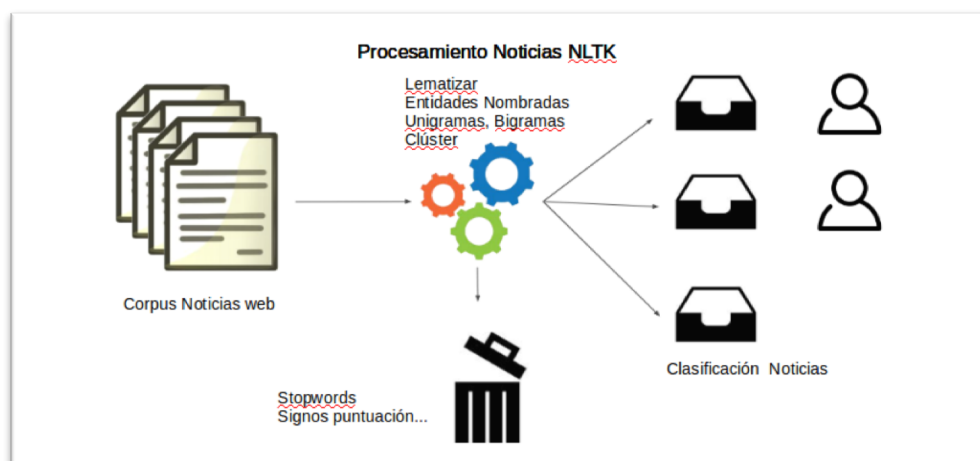 Procesamiento Noticias NLTK
Lematizar
Entidades Nombradas
Unigramas, Bigramas
Clúster
Corpus Noticias web
Clasificación Noticias
Stopwords
Signos puntuación...